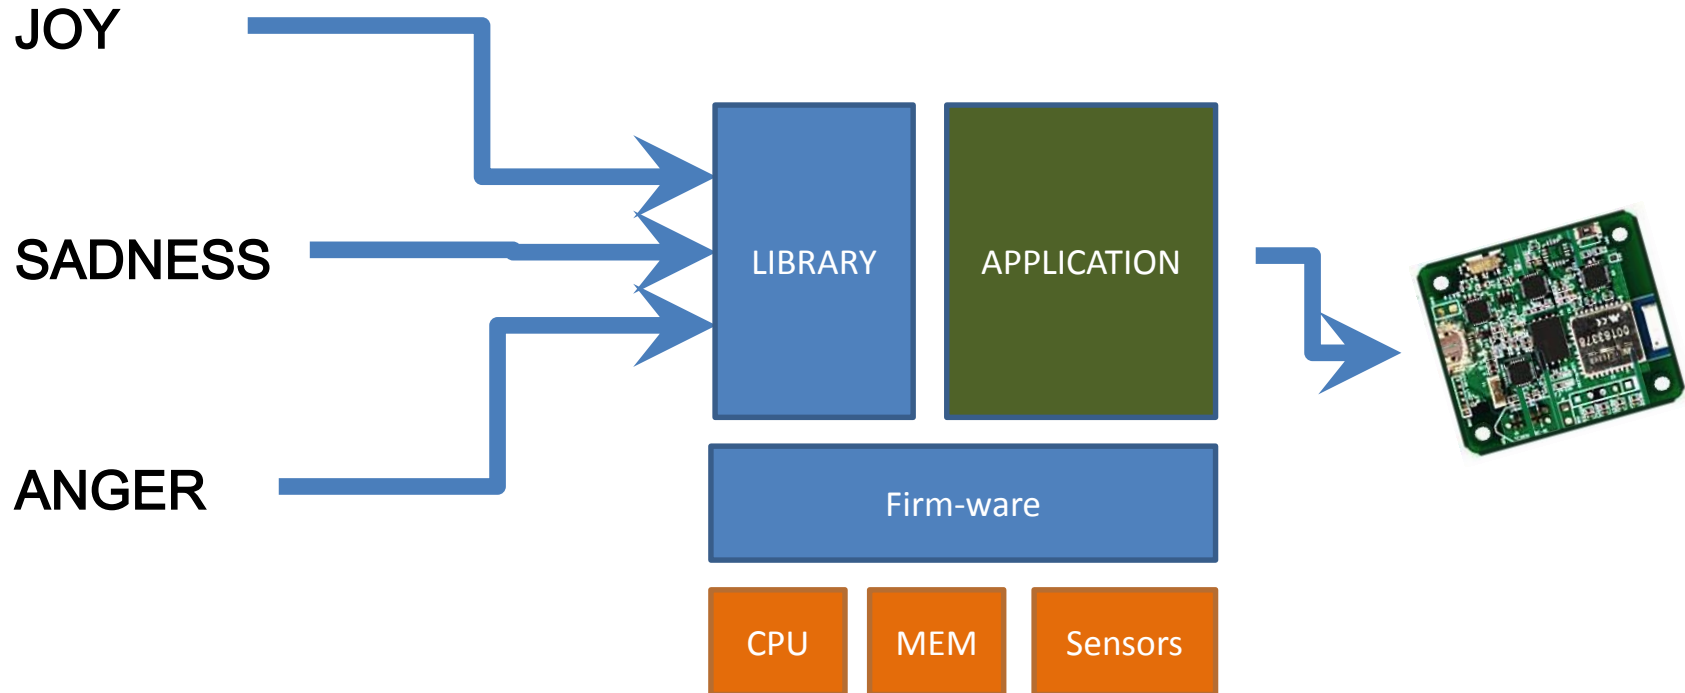 JOY
SADNESS
ANGER
LIBRARY
APPLICATION
Firm-ware
CPU
MEM
Sensors